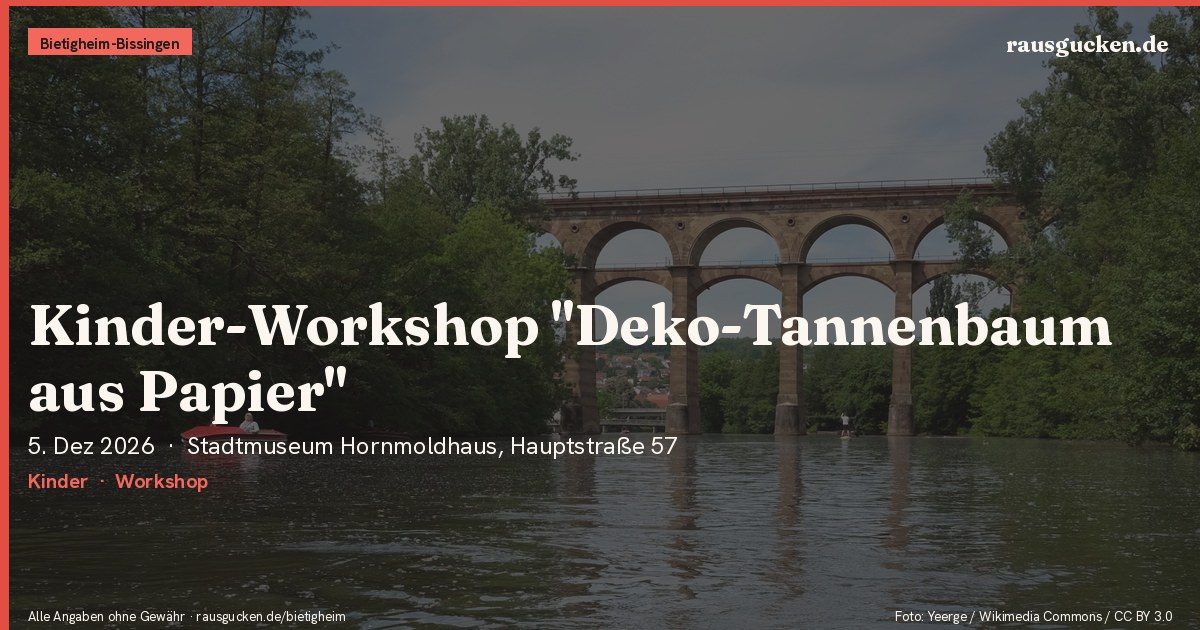 Bietigheim-Bissingen
rausgucken.de
Kinder-Workshop "Deko-Tannenbaum
aus Papier"
5. Dez 2026 · Stadtmuseum Hornmoldhaus, Hauptstraße 57
Kinder · Workshop
Alle Angaben ohne Gewähr · rausgucken.de/bietigheim
Foto: Yeerge / Wikimedia Commons / CC BY 3.0